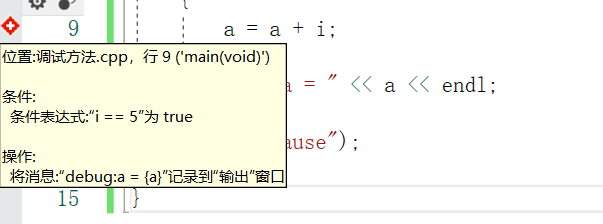 {
9 a = a + i;
位置:调试方法.cpp, 行 9 ('main(void)')
a = " << a << endl;
条件:
条件表达式:“i == 5”为 true
ause");
操作:
将消息:“debug:a = {a}”记录到“输出”窗口
15 }